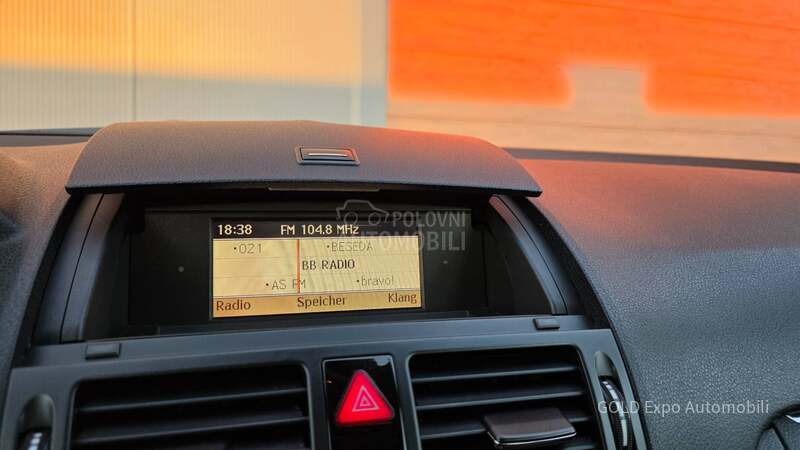 18:38 FM 104.8 MHz
•021 •BESEDA
BB RADIO
•AS FM •bravo!
Radio Speicher Klang
POLOVNI
AUTOMOBILI
GOLD Expo Automobili